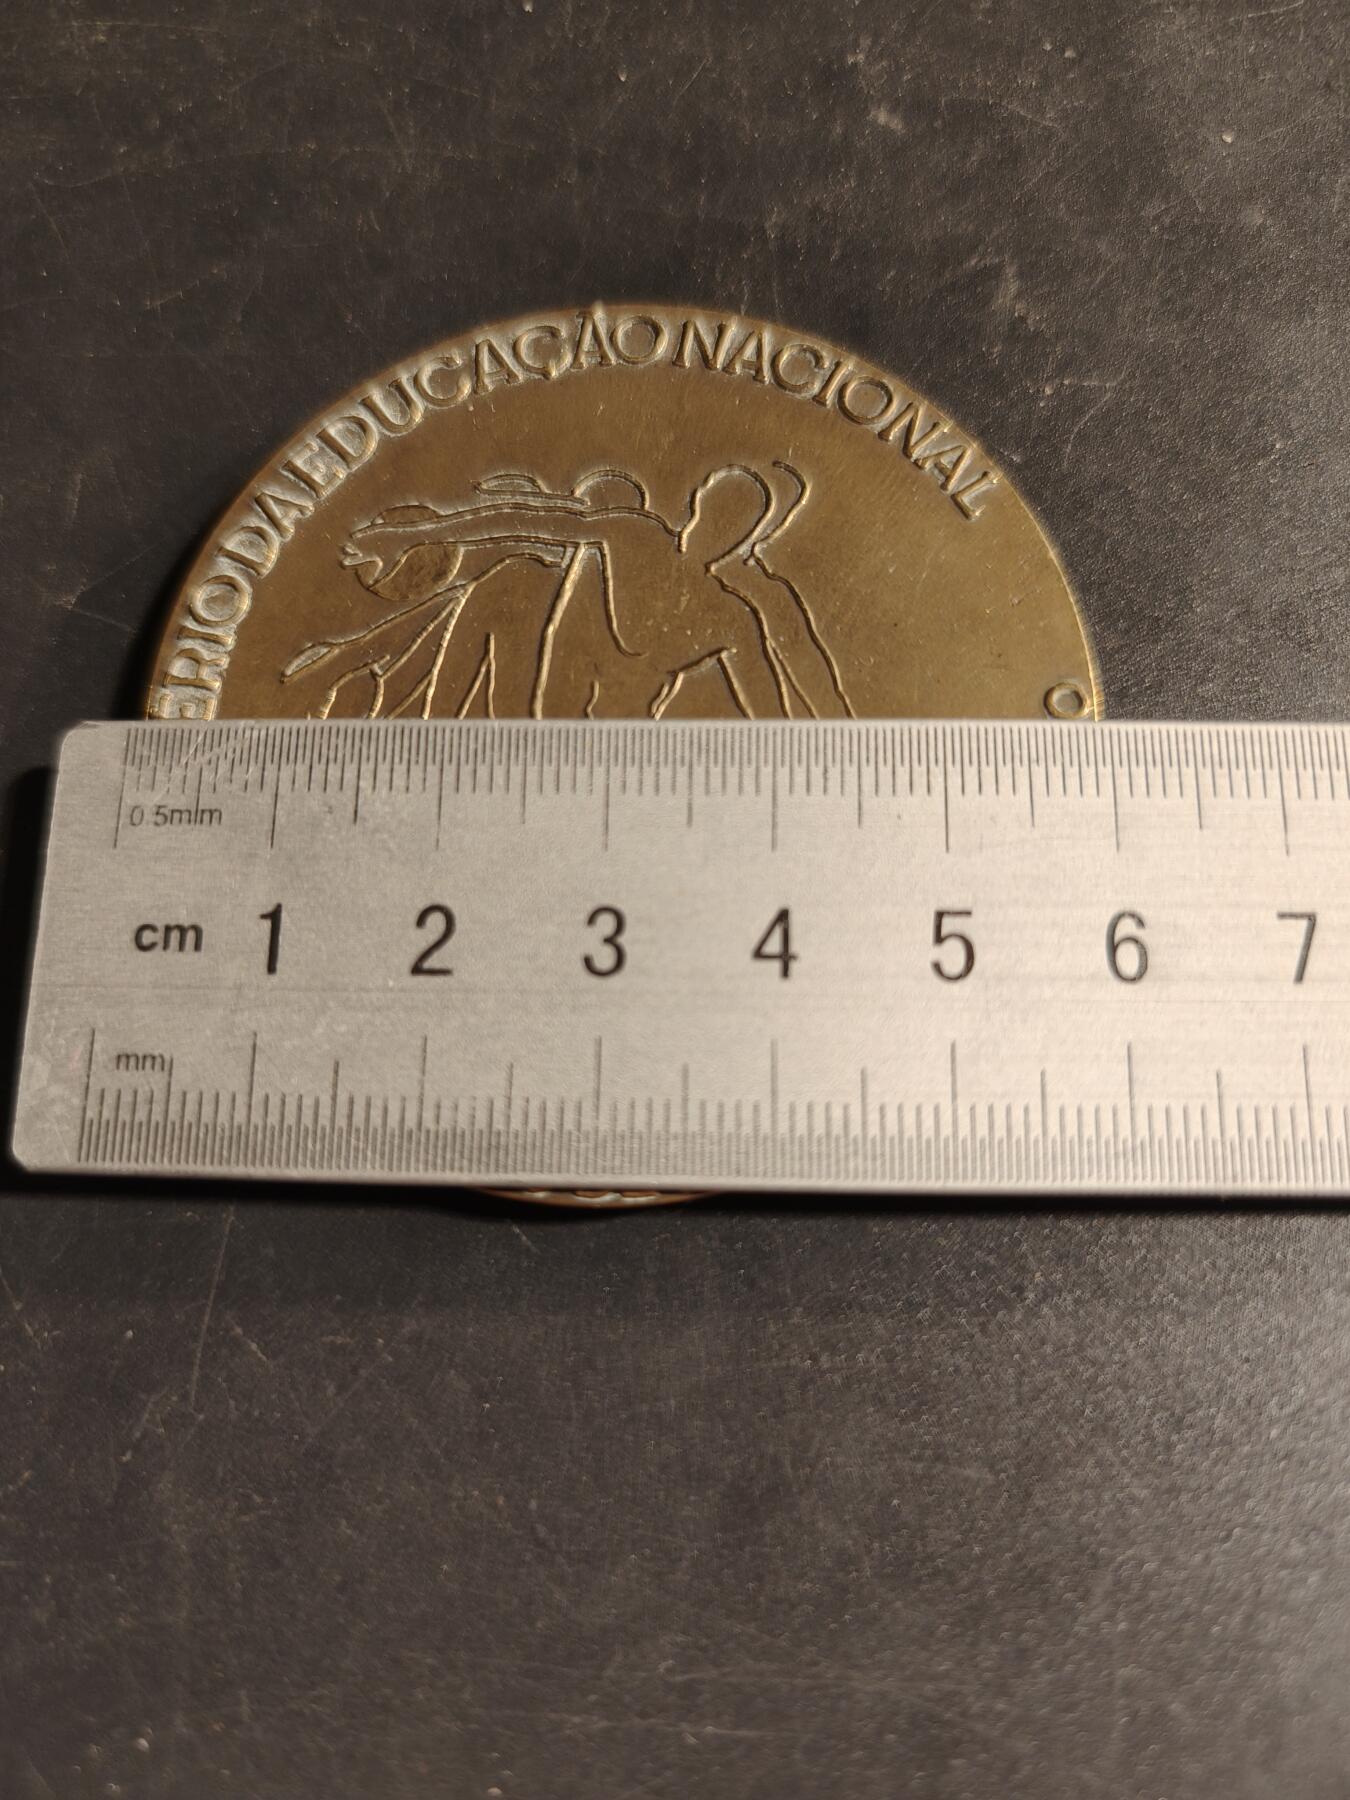 ERIO DA EDUCAÇÃO NACIONAL
0.5mm
cm 1 2 3 4 5 6 7
mm